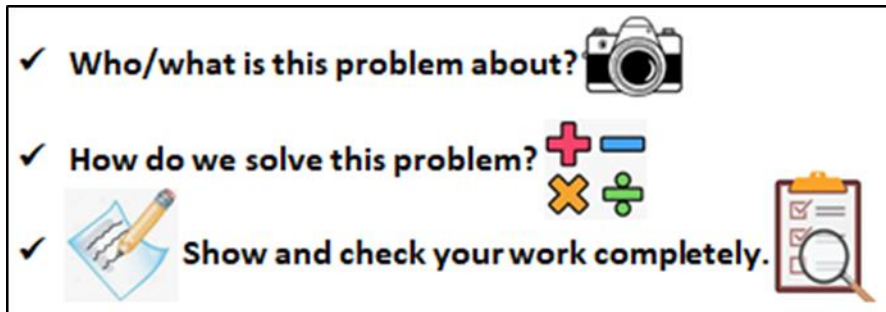 ✓ Who/what is this problem about?
✓ How do we solve this problem?
✓ Show and check your work completely.